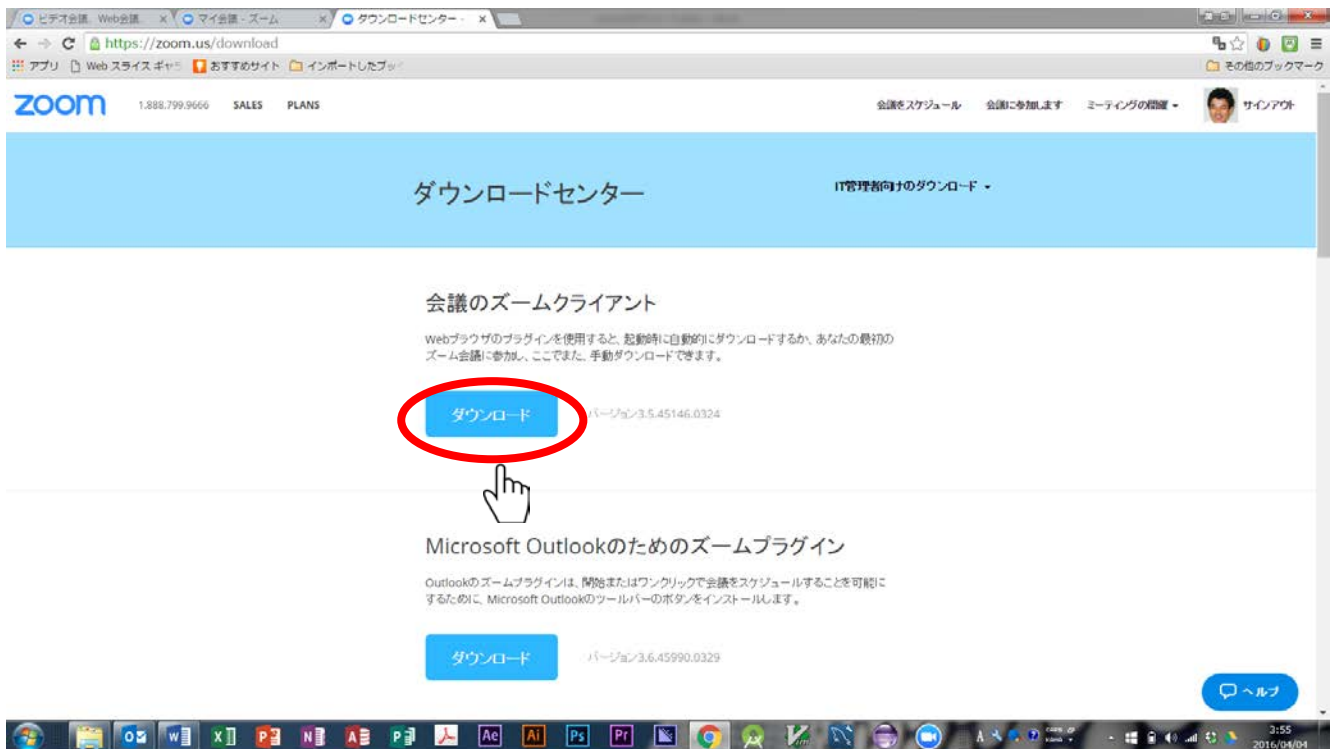 ビデオ会議、Web会議、
マイ会議 - ズーム
ダウンロードセンター -
https://zoom.us/download
アプリ
Web スライス ギャラ
おすすめサイト
インポートしたブッ
その他のブックマーク
zoom
1.888.799.9666
SALES
PLANS
会議をスケジュール
会議に参加します
ミーティングの開催
サインアウト
ダウンロードセンター
IT管理者向けのダウンロード
会議のズームクライアント
Webブラウザのプラグインを使用すると、起動時に自動的にダウンロードするか、あなたの最初の
ズーム会議に参加し、ここでまた、手動ダウンロードできます。
ダウンロード
バージョン3.5.45146.0324
Microsoft Outlookのためのズームプラグイン
Outlookのズームプラグインは、開始またはワンクリックで会議をスケジュールすることを可能に
するために、Microsoft Outlookのツールバーのボタンをインストールします。
ダウンロード
バージョン3.6.45990.0329
ヘルプ
Ae
Ai
Ps
Pr
3:55
2016/04/04